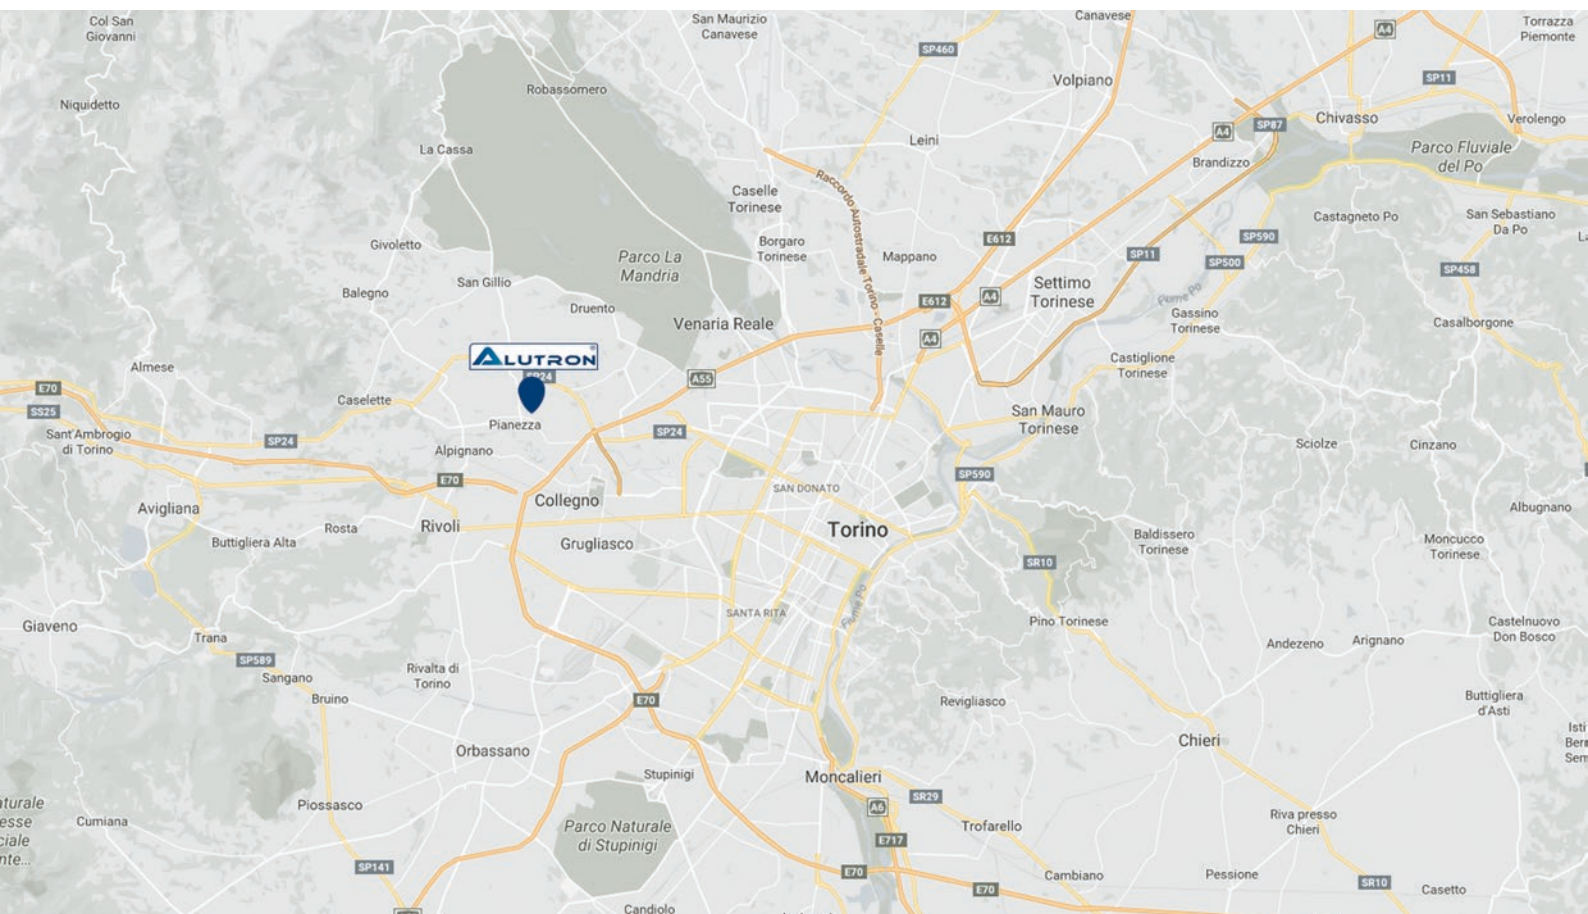 Col San
Giovanni
San Maurizio
Canavese
Canavese
A4
Torrazza
Piemonte
SP460
Volpiano
SP11
Niquidetto
Robassomero
Chivasso
Verolengo
A4
SP87
Leini
La Cassa
Brandizzo
Parco Fluviale
del Po
Raccordo Autostradale Torino - Caselle
Caselle
Torinese
Castagneto Po
San Sebastiano
Da Po
Givoletto
Borgaro
Torinese
E612
SP590
Parco La
Mandria
Mappano
SP11
SP500
SP458
San Gillio
Balegno
Settimo
Torinese
Fiume Po
A4
E612
Druento
Gassino
Torinese
Venaria Reale
Casalborgone
A4
ALUTRON®
Castiglione
Torinese
Almese
SP24
A55
E70
Caselette
SS25
San Mauro
Torinese
Pianezza
SP24
Sant'Ambrogio
di Torino
SP24
Sciolze
Cinzano
Alpignano
E70
SP590
SAN DONATO
Collegno
Avigliana
Albugnano
Rosta
Rivoli
Torino
Buttigliera Alta
Grugliasco
Baldissero
Torinese
Moncucco
Torinese
SR10
Fiume Po
SANTA RITA
Giaveno
Pino Torinese
Castelnuovo
Don Bosco
Trana
Andezeno
Arignano
SP589
Rivalta di
Torino
Sangano
Bruino
E70
Revigliasco
Buttigliera
d'Asti
Isti
Chieri
Orbassano
Stupinigi
Moncalieri
SR29
Piossasco
A6
Cumiana
Parco Naturale
di Stupinigi
Trofarello
Riva presso
Chieri
E717
SP141
E70
Cambiano
Pessione
SR10
E70
Casetto
Candiolo